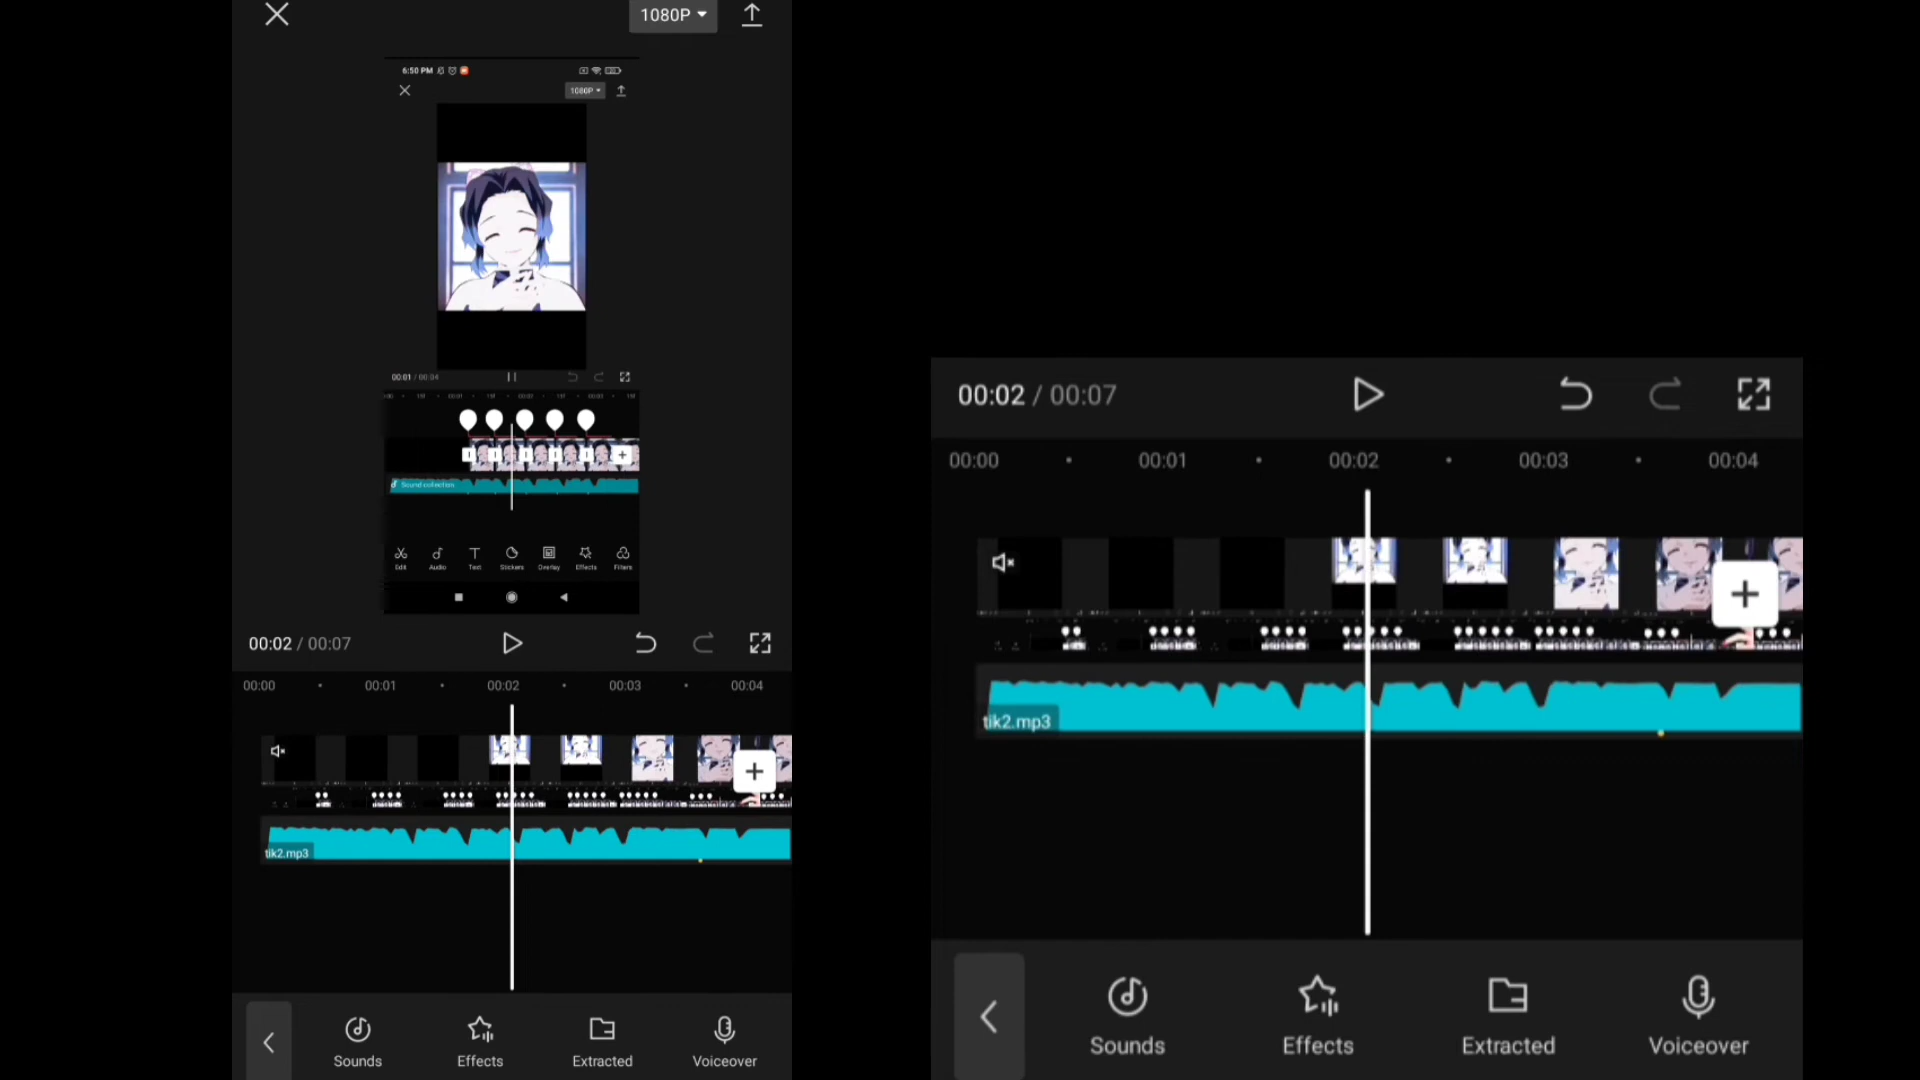 1080P
6:50 PM
1080P
00:01 / 00:04
Sound collection
Edit Audio Text Stickers Overlay Effects Filters
00:02 / 00:07
00:00 00:01 00:02 00:03 00:04
tik2.mp3
Sounds Effects Extracted Voiceover
00:02 / 00:07
00:00 00:01 00:02 00:03 00:04
tik2.mp3
Sounds Effects Extracted Voiceover